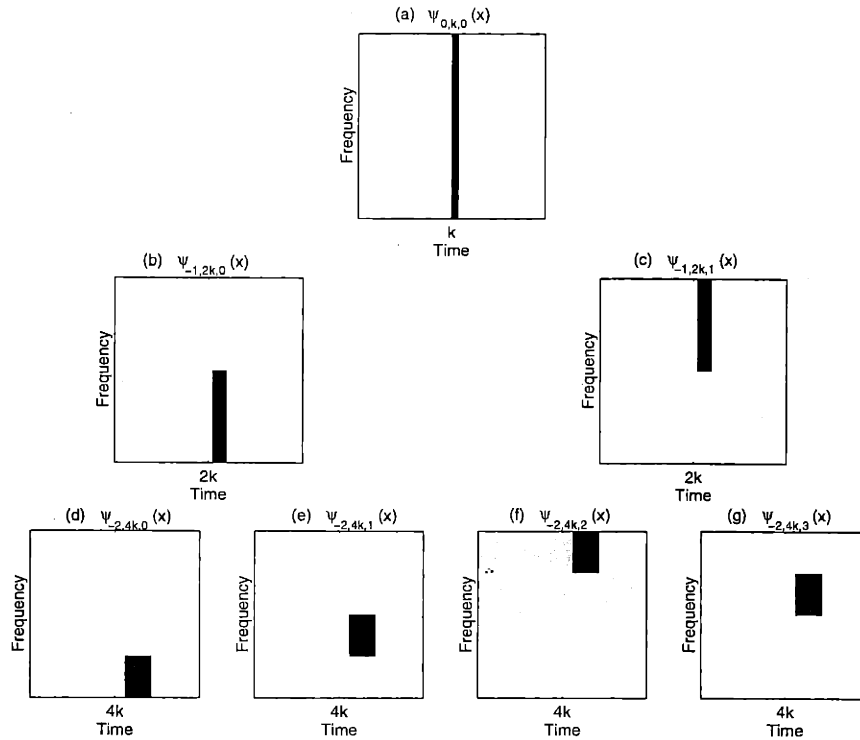 (a) ψ0,k,0(x)
Frequency
k
Time
(b) ψ-1,2k,0(x)
(c) ψ-1,2k,1(x)
Frequency
Frequency
2k
2k
Time
Time
(d) ψ-2,4k,0(x)
(e) ψ-2,4k,1(x)
(f) ψ-2,4k,2(x)
(g) ψ-2,4k,3(x)
Frequency
Frequency
Frequency
Frequency
4k
4k
4k
4k
Time
Time
Time
Time